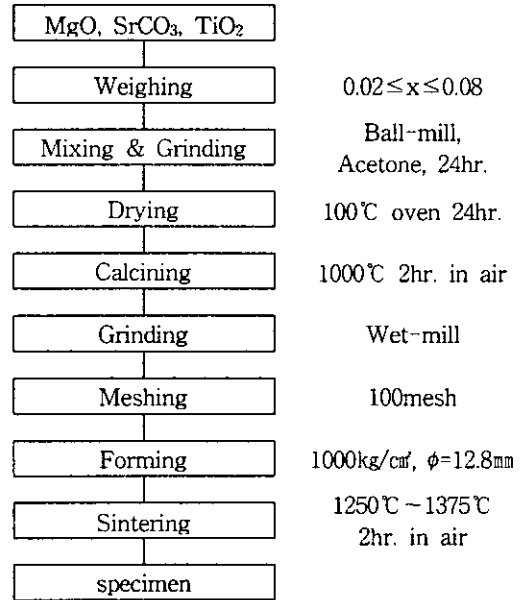 MgO, SrCO₃, TiO₂
Weighing
0.02≤x≤0.08
Mixing & Grinding
Ball-mill,
Acetone, 24hr.
Drying
100℃ oven 24hr.
Calcining
1000℃ 2hr. in air
Grinding
Wet-mill
Meshing
100mesh
Forming
1000kg/㎠, ϕ=12.8㎜
Sintering
1250℃~1375℃
2hr. in air
specimen